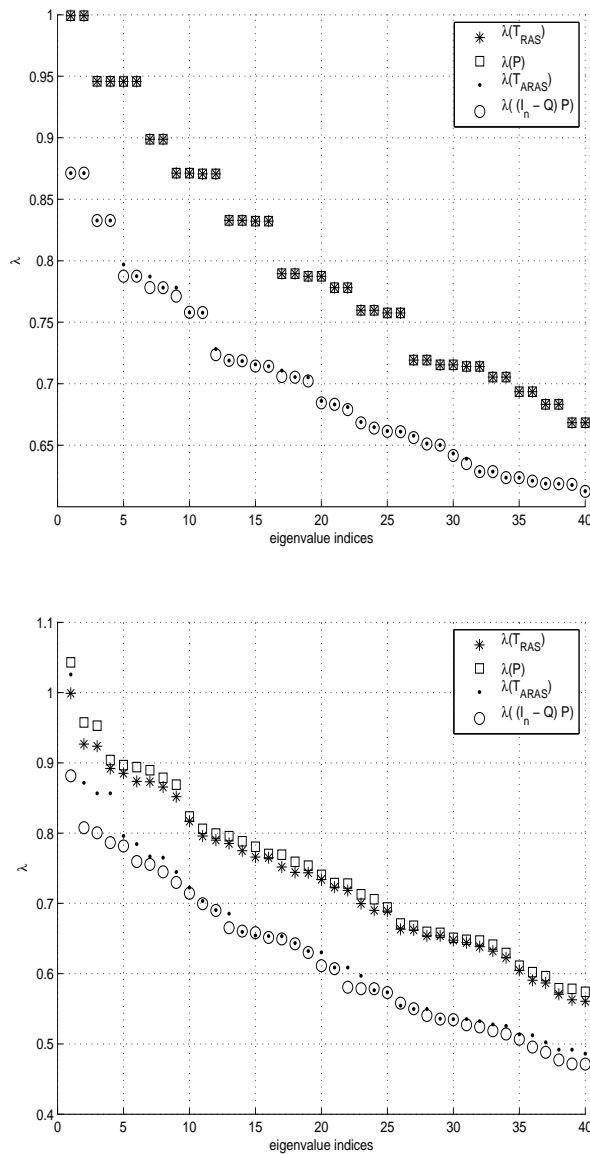 1
0.95
0.9
0.85
0.8
0.75
0.7
0.65
λ
0 5 10 15 20 25 30 35 40
eigenvalue indices
λ(T_RAS)
λ(P)
λ(T_ARAS)
λ( (I_n − Q) P)
1.1
1
0.9
0.8
0.7
0.6
0.5
0.4
λ
0 5 10 15 20 25 30 35 40
eigenvalue indices
λ(T_RAS)
λ(P)
λ(T_ARAS)
λ( (I_n − Q) P)